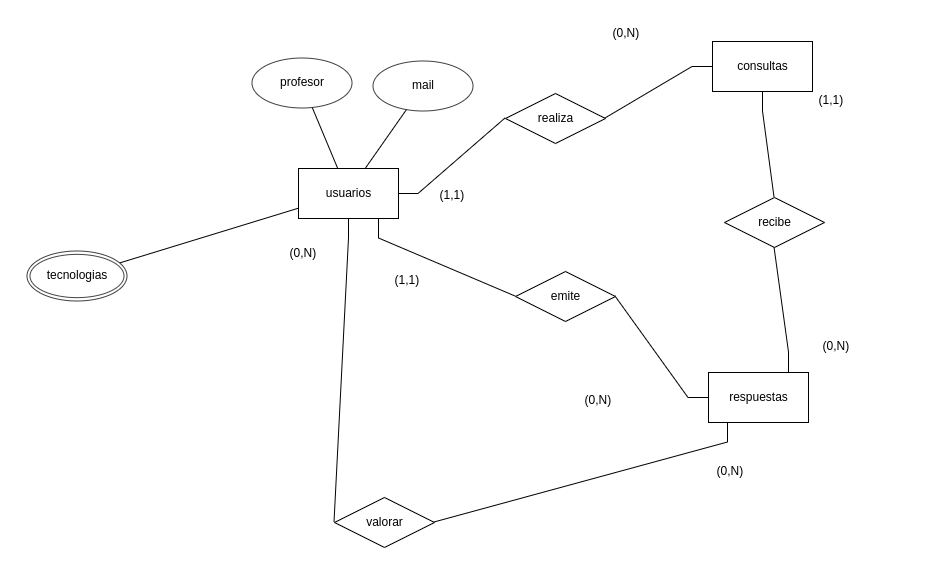 (0,N)
consultas
profesor
mail
(1,1)
realiza
usuarios
(1,1)
recibe
(0,N)
tecnologias
(1,1)
emite
(0,N)
(0,N)
respuestas
(0,N)
valorar